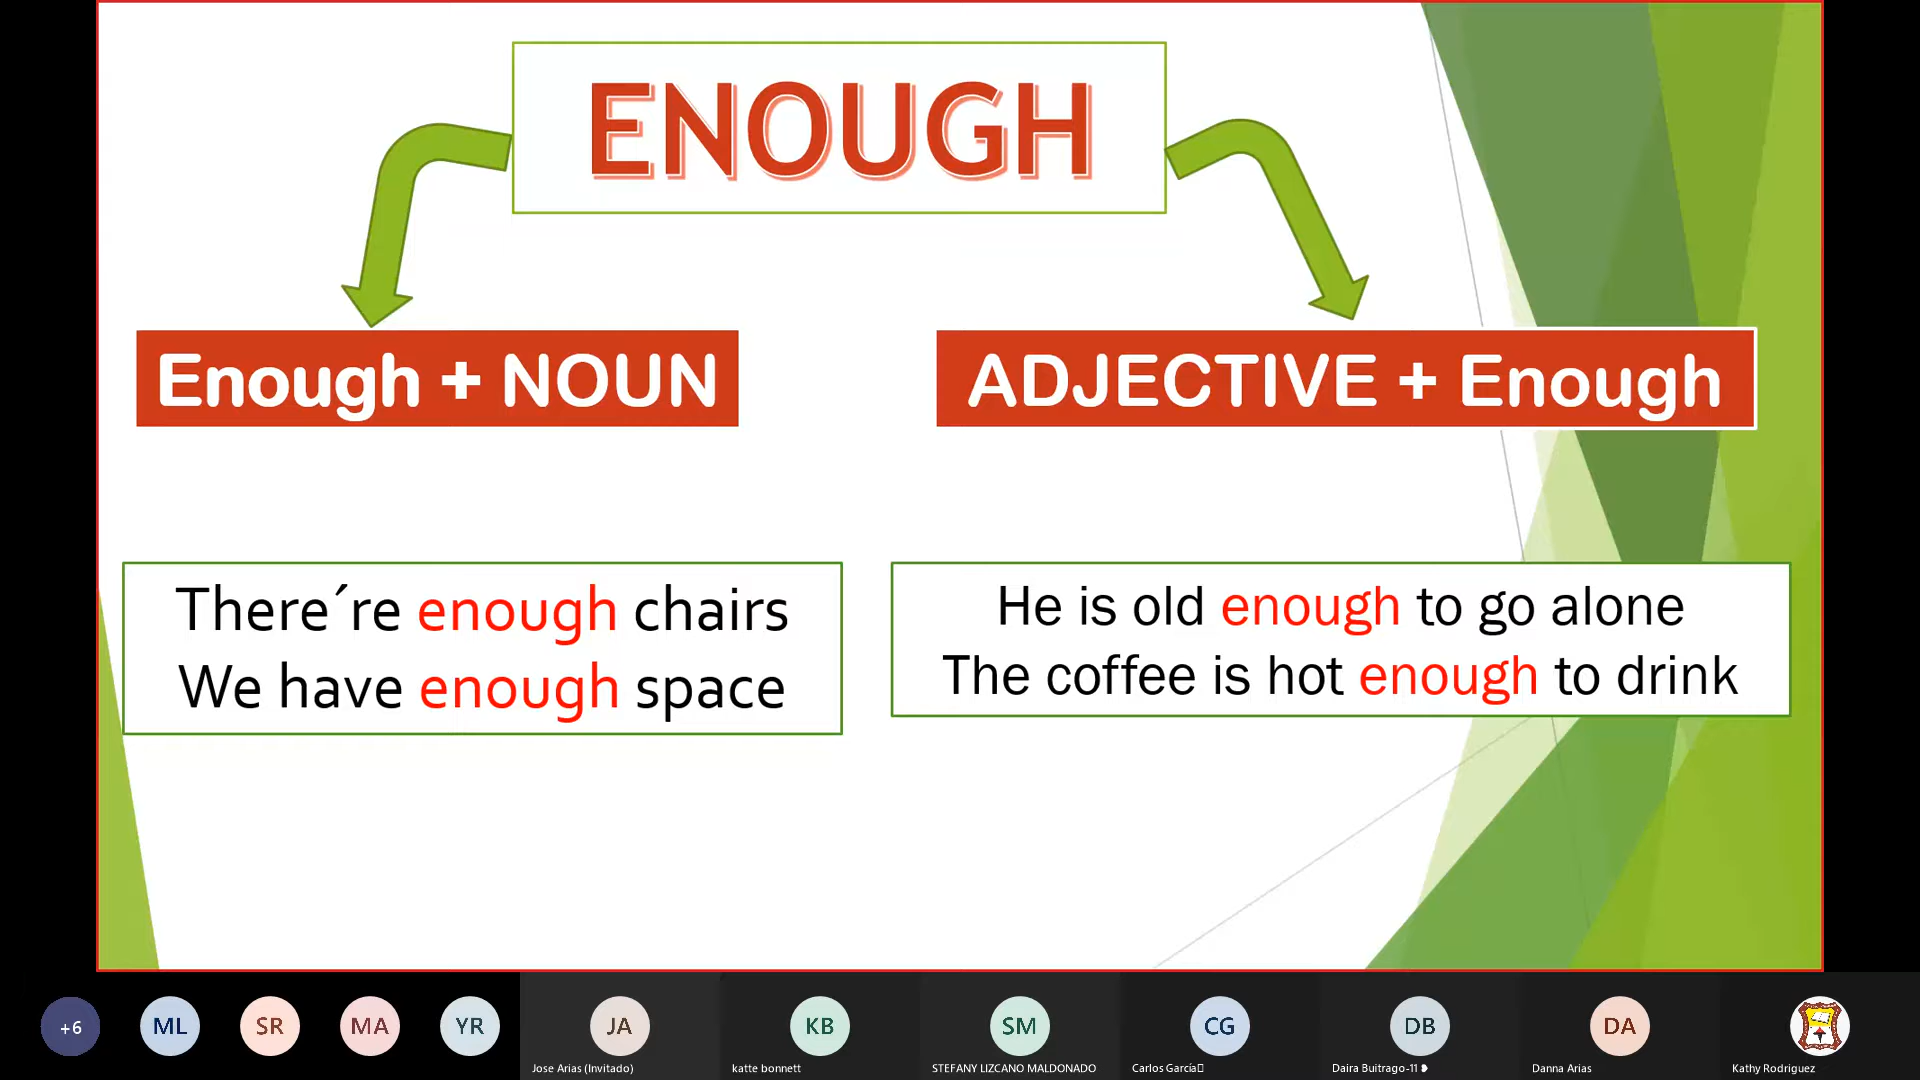 ENOUGH
Enough + NOUN
ADJECTIVE + Enough
There´re enough chairs
We have enough space
He is old enough to go alone
The coffee is hot enough to drink
+6
ML
SR
MA
YR
JA
KB
SM
CG
DB
DA
Jose Arias (Invitado)
katte bonnett
STEFANY LIZCANO MALDONADO
Carlos García
Daira Buitrago-11
Danna Arias
Kathy Rodriguez